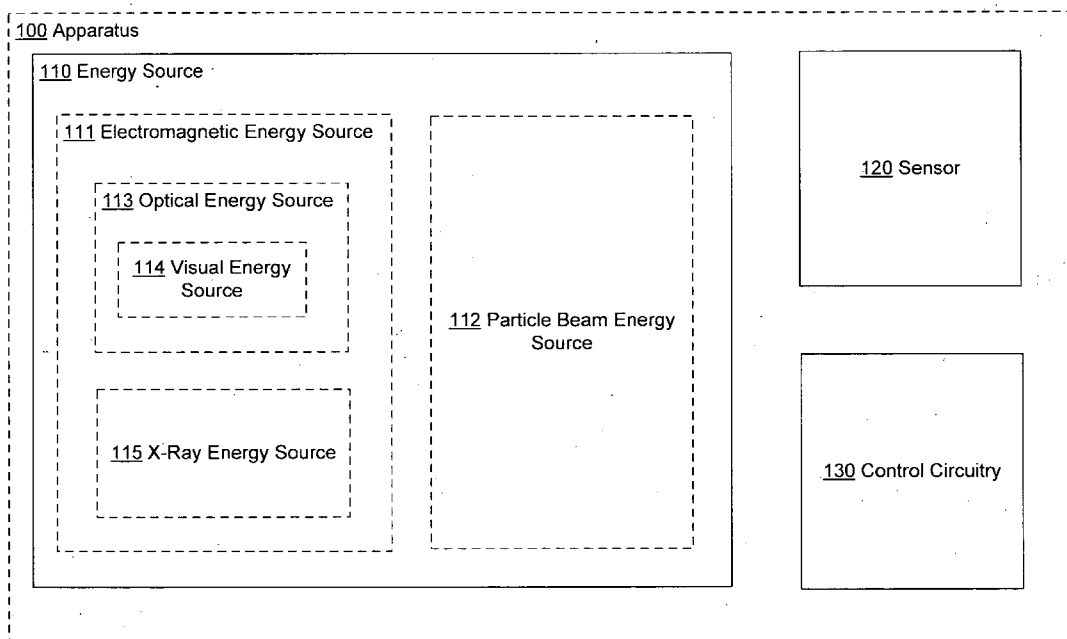 100 Apparatus
110 Energy Source
111 Electromagnetic Energy Source
113 Optical Energy Source
114 Visual Energy
Source
115 X-Ray Energy Source
112 Particle Beam Energy
Source
120 Sensor
130 Control Circuitry